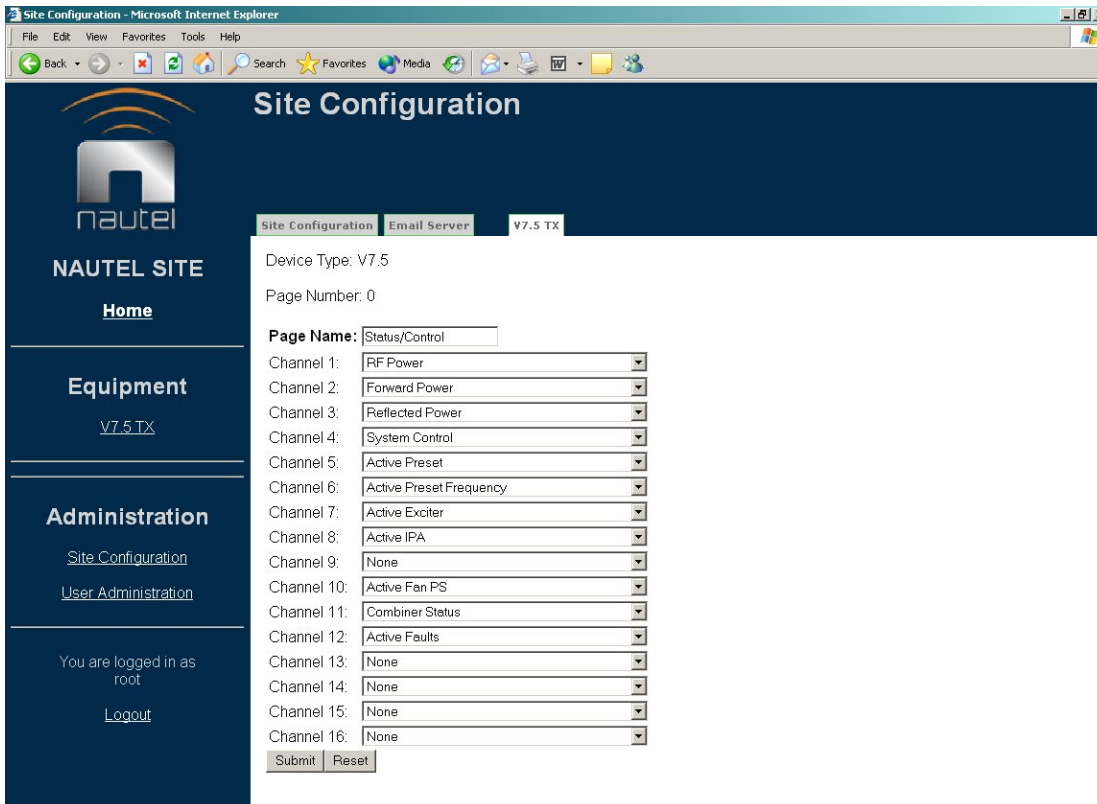 Site Configuration - Microsoft Internet Explorer
File Edit View Favorites Tools Help
Back Search Favorites Media
nautel
NAUTEL SITE
Home
Equipment
V7.5 TX
Administration
Site Configuration
User Administration
You are logged in as
root
Logout
Site Configuration
Site Configuration Email Server V7.5 TX
Device Type: V7.5
Page Number: 0
Page Name: Status/Control
Channel 1: RF Power
Channel 2: Forward Power
Channel 3: Reflected Power
Channel 4: System Control
Channel 5: Active Preset
Channel 6: Active Preset Frequency
Channel 7: Active Exciter
Channel 8: Active IPA
Channel 9: None
Channel 10: Active Fan PS
Channel 11: Combiner Status
Channel 12: Active Faults
Channel 13: None
Channel 14: None
Channel 15: None
Channel 16: None
Submit Reset